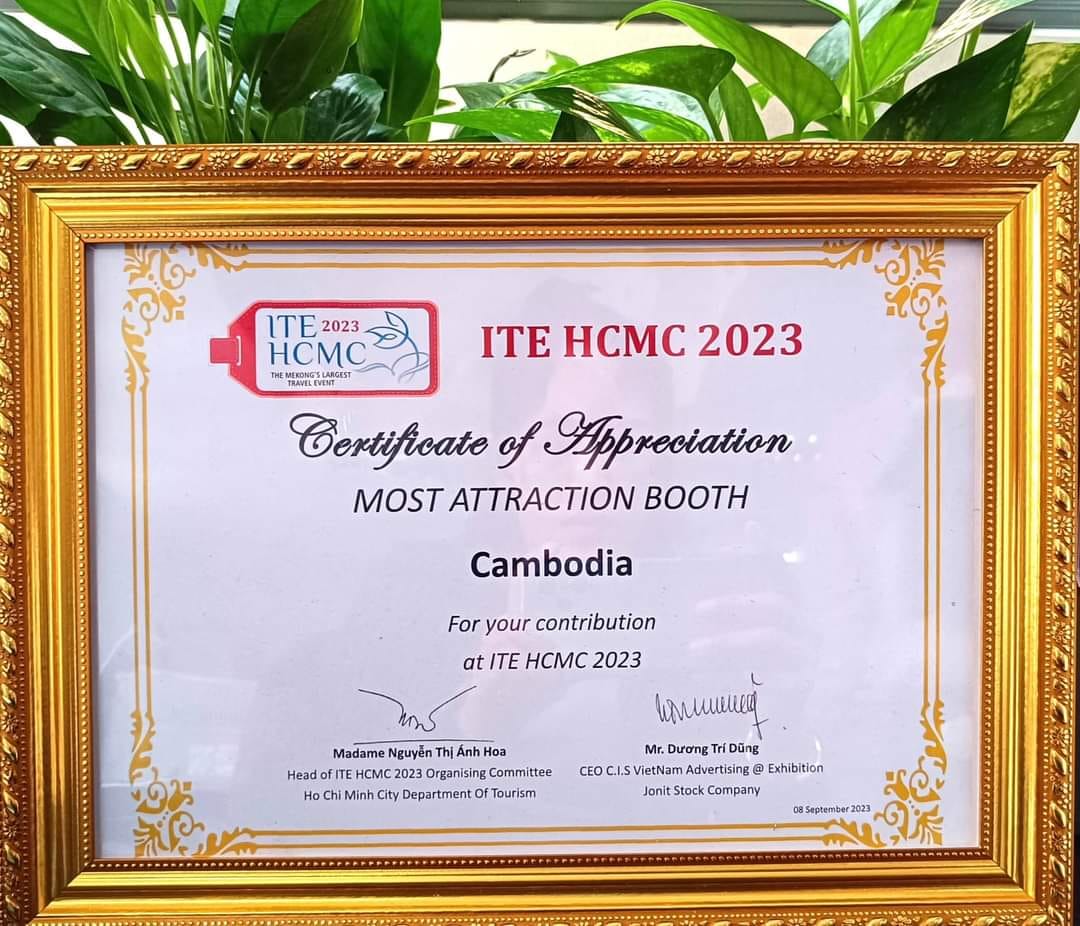 ITE 2023
HCMC
THE MEKONG'S LARGEST
TRAVEL EVENT
ITE HCMC 2023
Certificate of Appreciation
MOST ATTRACTION BOOTH
Cambodia
For your contribution
at ITE HCMC 2023
Madame Nguyễn Thị Ánh Hoa
Head of ITE HCMC 2023 Organising Committee
Ho Chi Minh City Department Of Tourism
Mr. Dương Trí Dũng
CEO C.I.S VietNam Advertising @ Exhibition
Jonit Stock Company
08 September 2023